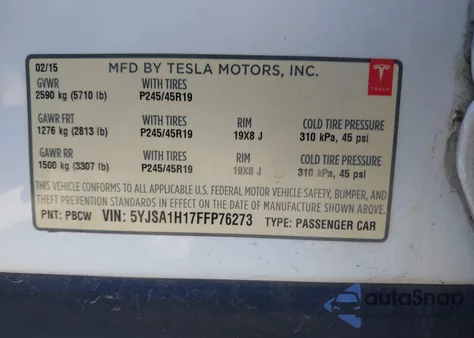 02/15 MFD BY TESLA MOTORS, INC.
GVWR WITH TIRES
2590 kg (5710 lb) P245/45R19
GAWR FRT WITH TIRES RIM COLD TIRE PRESSURE
1276 kg (2813 lb) P245/45R19 19X8 J 310 kPa, 45 psi
GAWR RR WITH TIRES RIM COLD TIRE PRESSURE
1500 kg (3307 lb) P245/45R19 19X8 J 310 kPa, 45 psi
THIS VEHICLE CONFORMS TO ALL APPLICABLE U.S. FEDERAL MOTOR VEHICLE SAFETY, BUMPER, AND
THEFT PREVENTION STANDARDS IN EFFECT ON THE DATE OF MANUFACTURE SHOWN ABOVE.
PNT: PBCW VIN: 5YJSA1H17FFP76273 TYPE: PASSENGER CAR
TESLA
autoSnap